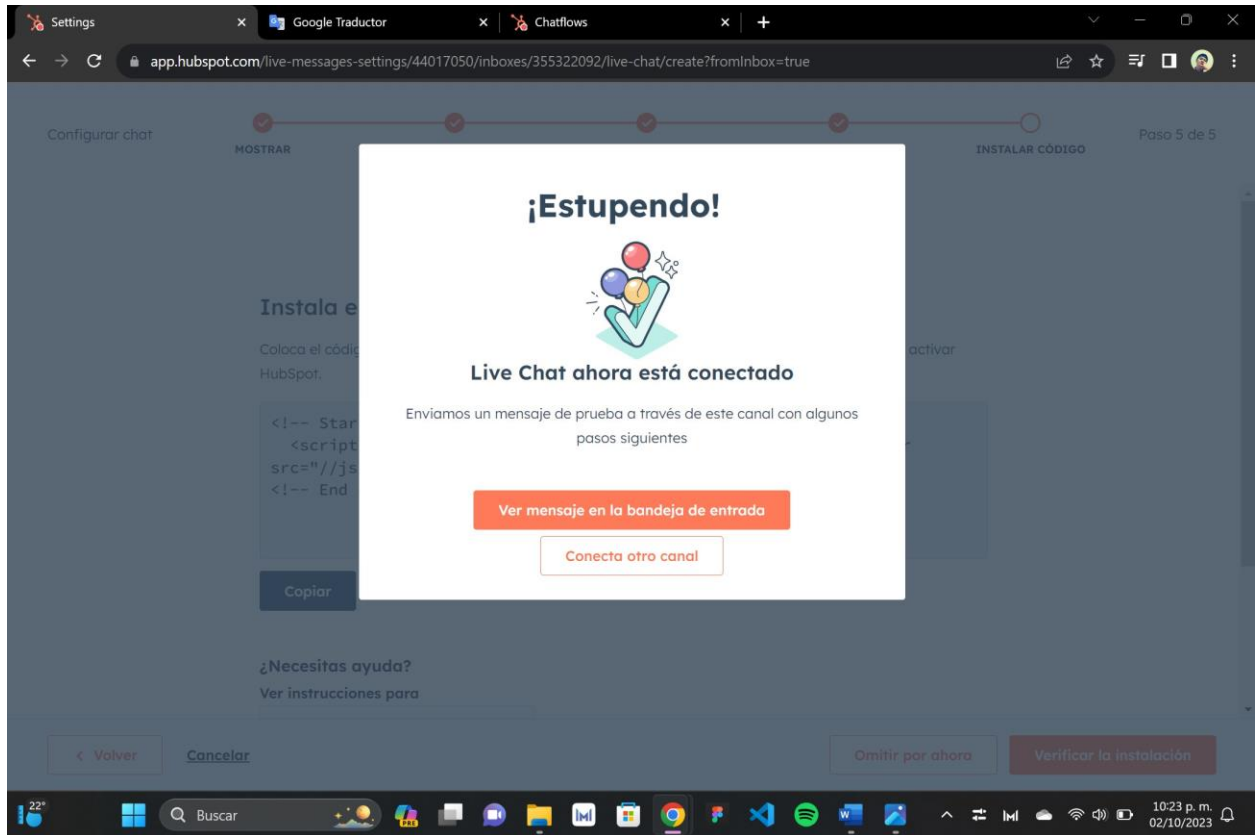 Settings
Google Traductor
Chatflows
app.hubspot.com/live-messages-settings/44017050/inboxes/355322092/live-chat/create?fromInbox=true
Configurar chat
MOSTRAR
INSTALAR CÓDIGO
Paso 5 de 5
¡Estupendo!
Instala e
Coloca el códig
activar
HubSpot.
Live Chat ahora está conectado
Enviamos un mensaje de prueba a través de este canal con algunos
pasos siguientes
<!-- Star
<script
src="//js
<!-- End
Ver mensaje en la bandeja de entrada
Conecta otro canal
Copiar
¿Necesitas ayuda?
Ver instrucciones para
Volver
Cancelar
Omitir por ahora
Verificar la instalación
22°
Buscar
PRE
10:23 p. m.
02/10/2023